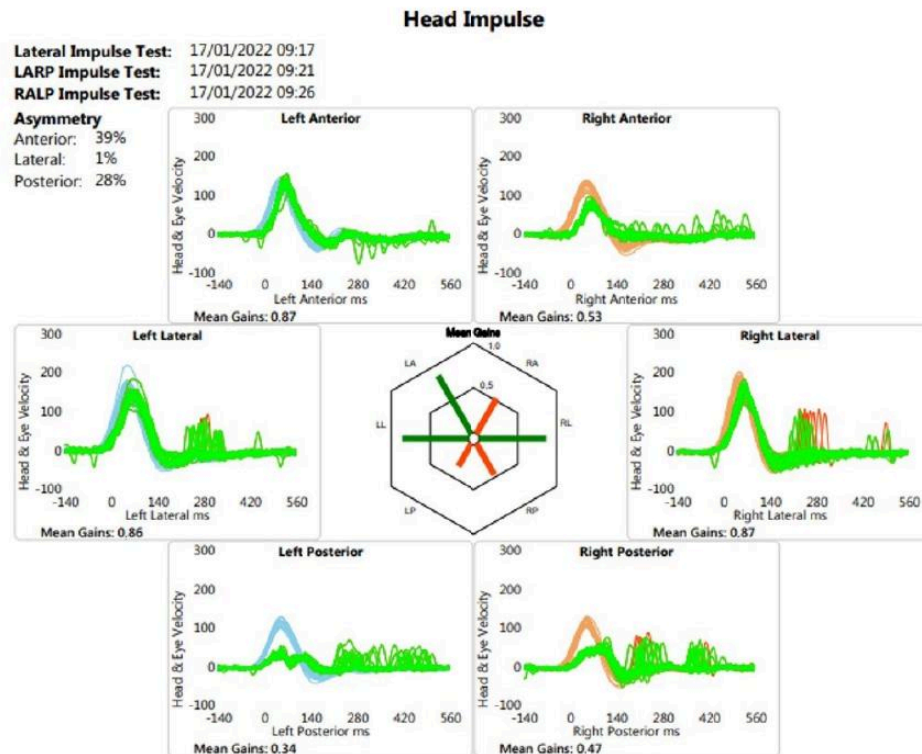 Head Impulse
Lateral Impulse Test: 17/01/2022 09:17
LARP Impulse Test: 17/01/2022 09:21
RALP Impulse Test: 17/01/2022 09:26
Asymmetry
Anterior: 39%
Lateral: 1%
Posterior: 28%
Left Anterior
Head & Eye Velocity
300
200
100
0
-100
-140 0 140 280 420 560
Left Anterior ms
Mean Gains: 0.87
Right Anterior
Head & Eye Velocity
300
200
100
0
-100
-140 0 140 280 420 560
Right Anterior ms
Mean Gains: 0.53
Left Lateral
Head & Eye Velocity
300
200
100
0
-100
-140 0 140 280 420 560
Left Lateral ms
Mean Gains: 0.86
Mean Gains
1.0
0.5
LA
RA
LL
RL
LP
RP
Right Lateral
Head & Eye Velocity
300
200
100
0
-100
-140 0 140 280 420 560
Right Lateral ms
Mean Gains: 0.87
Left Posterior
Head & Eye Velocity
300
200
100
0
-100
-140 0 140 280 420 560
Left Posterior ms
Mean Gains: 0.34
Right Posterior
Head & Eye Velocity
300
200
100
0
-100
-140 0 140 280 420 560
Right Posterior ms
Mean Gains: 0.47